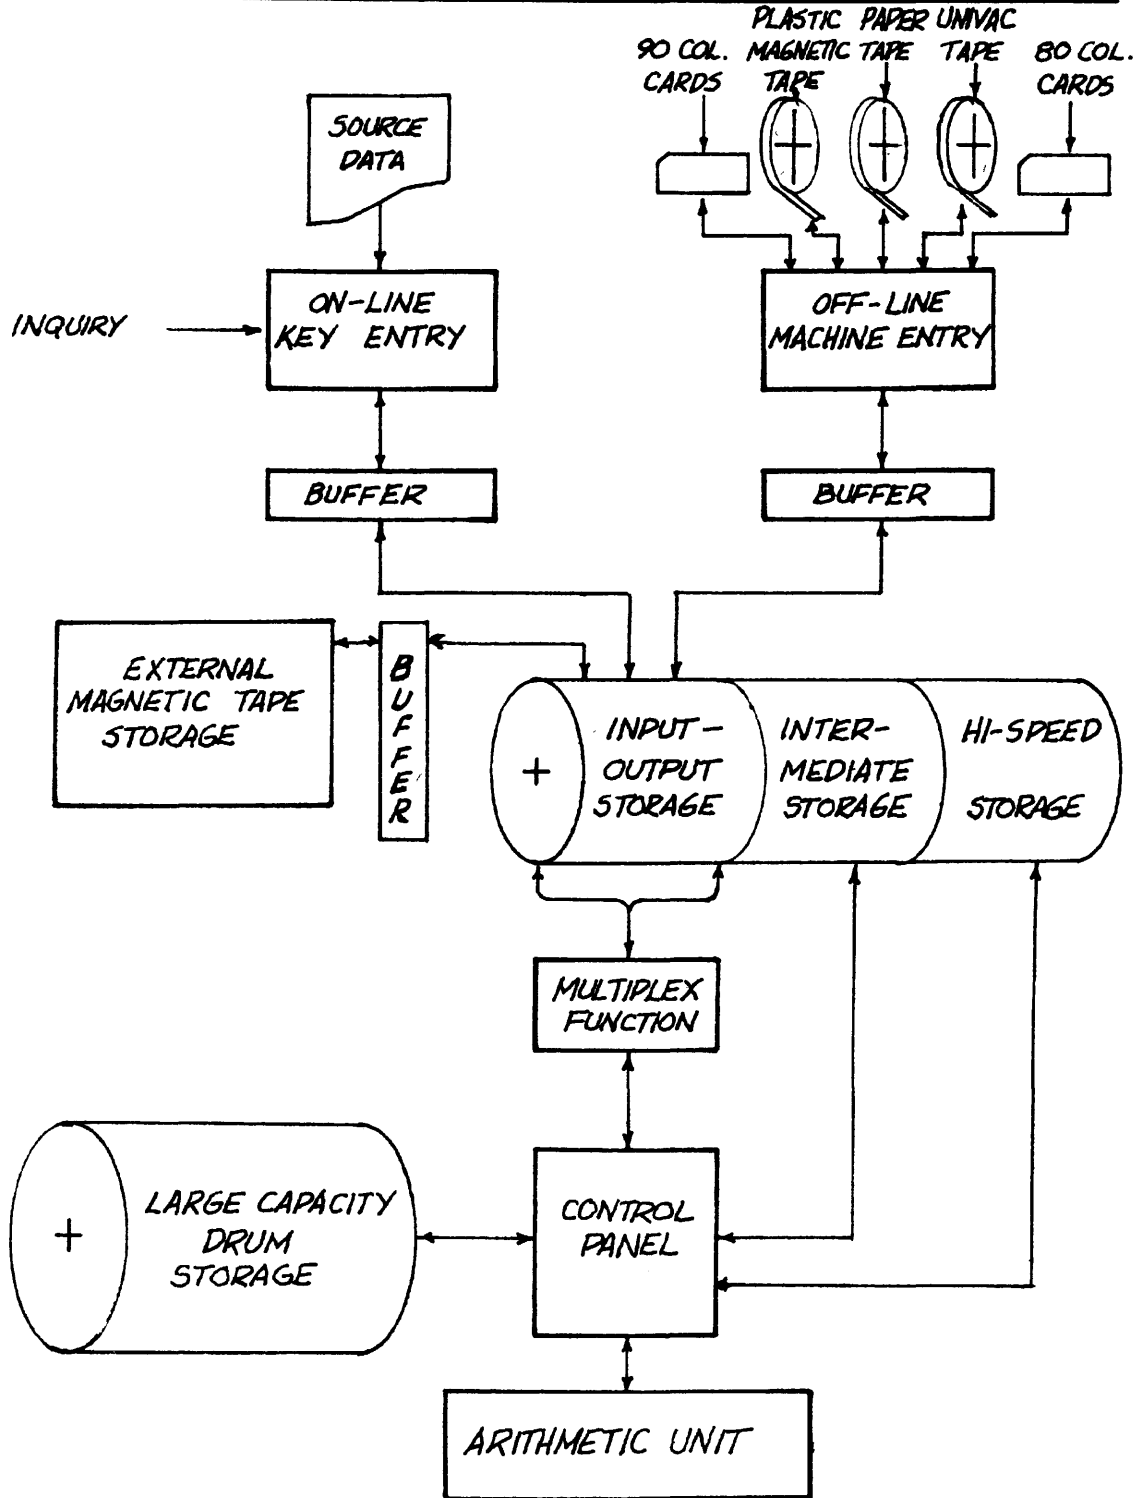 PLASTIC
MAGNETIC
TAPE
PAPER
TAPE
UNIVAC
TAPE
90 COL.
CARDS
80 COL.
CARDS
SOURCE
DATA
INQUIRY
ON-LINE
KEY ENTRY
OFF-LINE
MACHINE ENTRY
BUFFER
BUFFER
EXTERNAL
MAGNETIC TAPE
STORAGE
BUFFER
INPUT-
OUTPUT
STORAGE
INTER-
MEDIATE
STORAGE
HI-SPEED
STORAGE
MULTIPLEX
FUNCTION
LARGE CAPACITY
DRUM
STORAGE
CONTROL
PANEL
ARITHMETIC UNIT